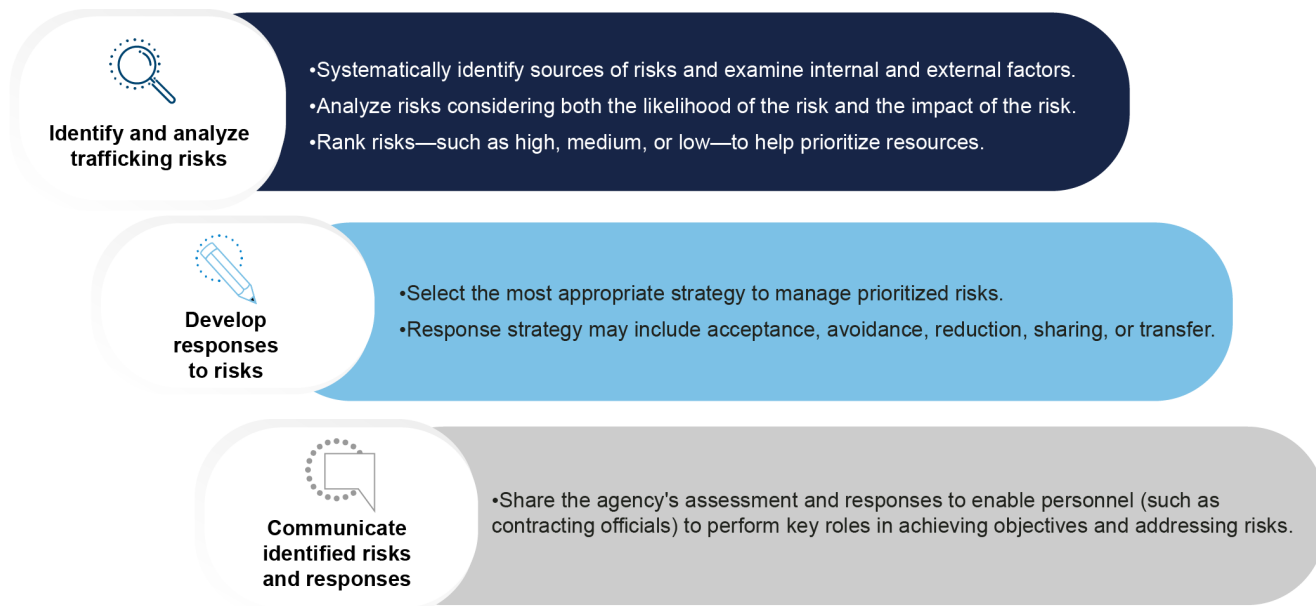 Identify and analyze
trafficking risks
•Systematically identify sources of risks and examine internal and external factors.
•Analyze risks considering both the likelihood of the risk and the impact of the risk.
•Rank risks—such as high, medium, or low—to help prioritize resources.
Develop
responses
to risks
•Select the most appropriate strategy to manage prioritized risks.
•Response strategy may include acceptance, avoidance, reduction, sharing, or transfer.
Communicate
identified risks
and responses
•Share the agency's assessment and responses to enable personnel (such as
contracting officials) to perform key roles in achieving objectives and addressing risks.